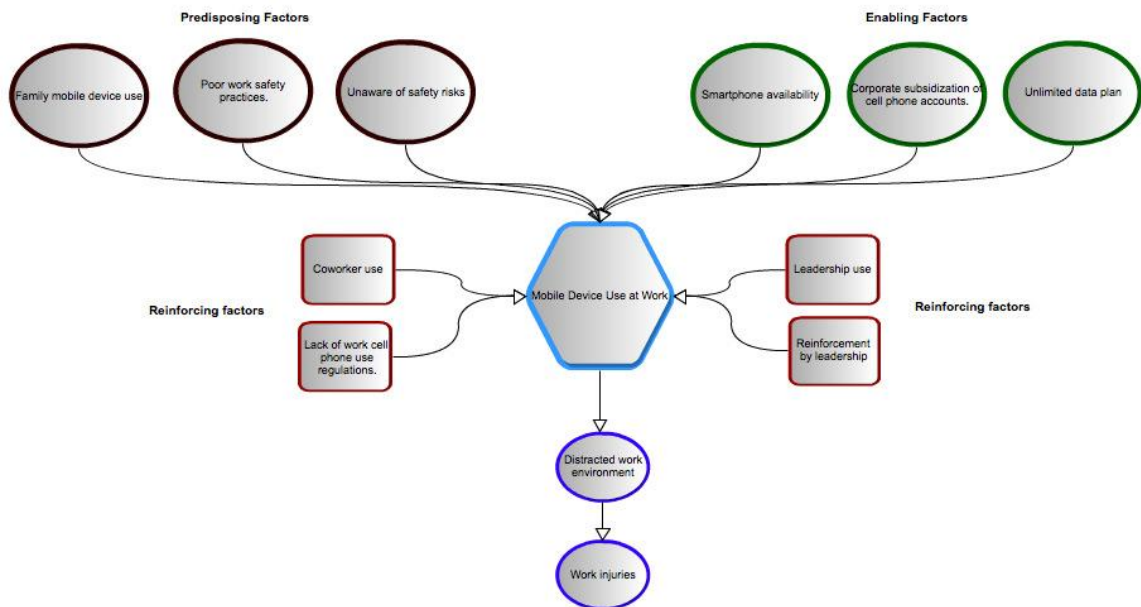 Predisposing Factors
Enabling Factors
Family mobile device use
Poor work safety
practices.
Unaware of safety risks
Smartphone availability
Corporate subsidization of
cell phone accounts.
Unlimited data plan
Coworker use
Mobile Device Use at Work
Leadership use
Reinforcing factors
Reinforcing factors
Lack of work cell
phone use
regulations.
Reinforcement
by leadership
Distracted work
environment
Work injuries